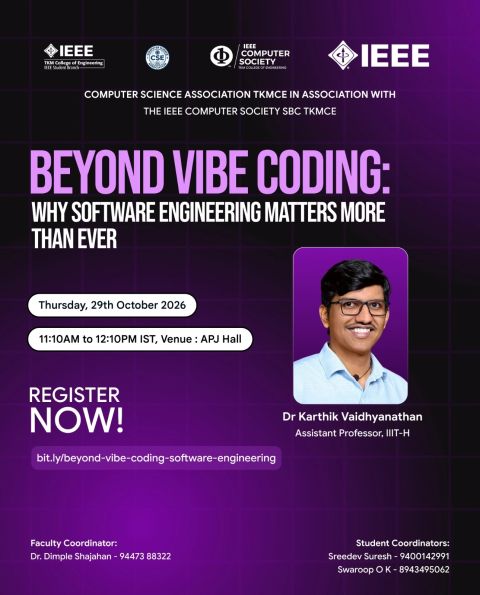 IEEE
TKM College of Engineering
IEEE Student Branch
CSE
IEEE
COMPUTER
SOCIETY
TKM COLLEGE OF ENGINEERING
IEEE
COMPUTER SCIENCE ASSOCIATION TKMCE IN ASSOCIATION WITH
THE IEEE COMPUTER SOCIETY SBC TKMCE
BEYOND VIBE CODING:
WHY SOFTWARE ENGINEERING MATTERS MORE
THAN EVER
Thursday, 29th October 2026
11:10AM to 12:10PM IST, Venue : APJ Hall
REGISTER
NOW!
bit.ly/beyond-vibe-coding-software-engineering
Dr Karthik Vaidhyanathan
Assistant Professor, IIIT-H
Faculty Coordinator:
Dr. Dimple Shajahan - 94473 88322
Student Coordinators:
Sreedev Suresh - 9400142991
Swaroop O K - 8943495062